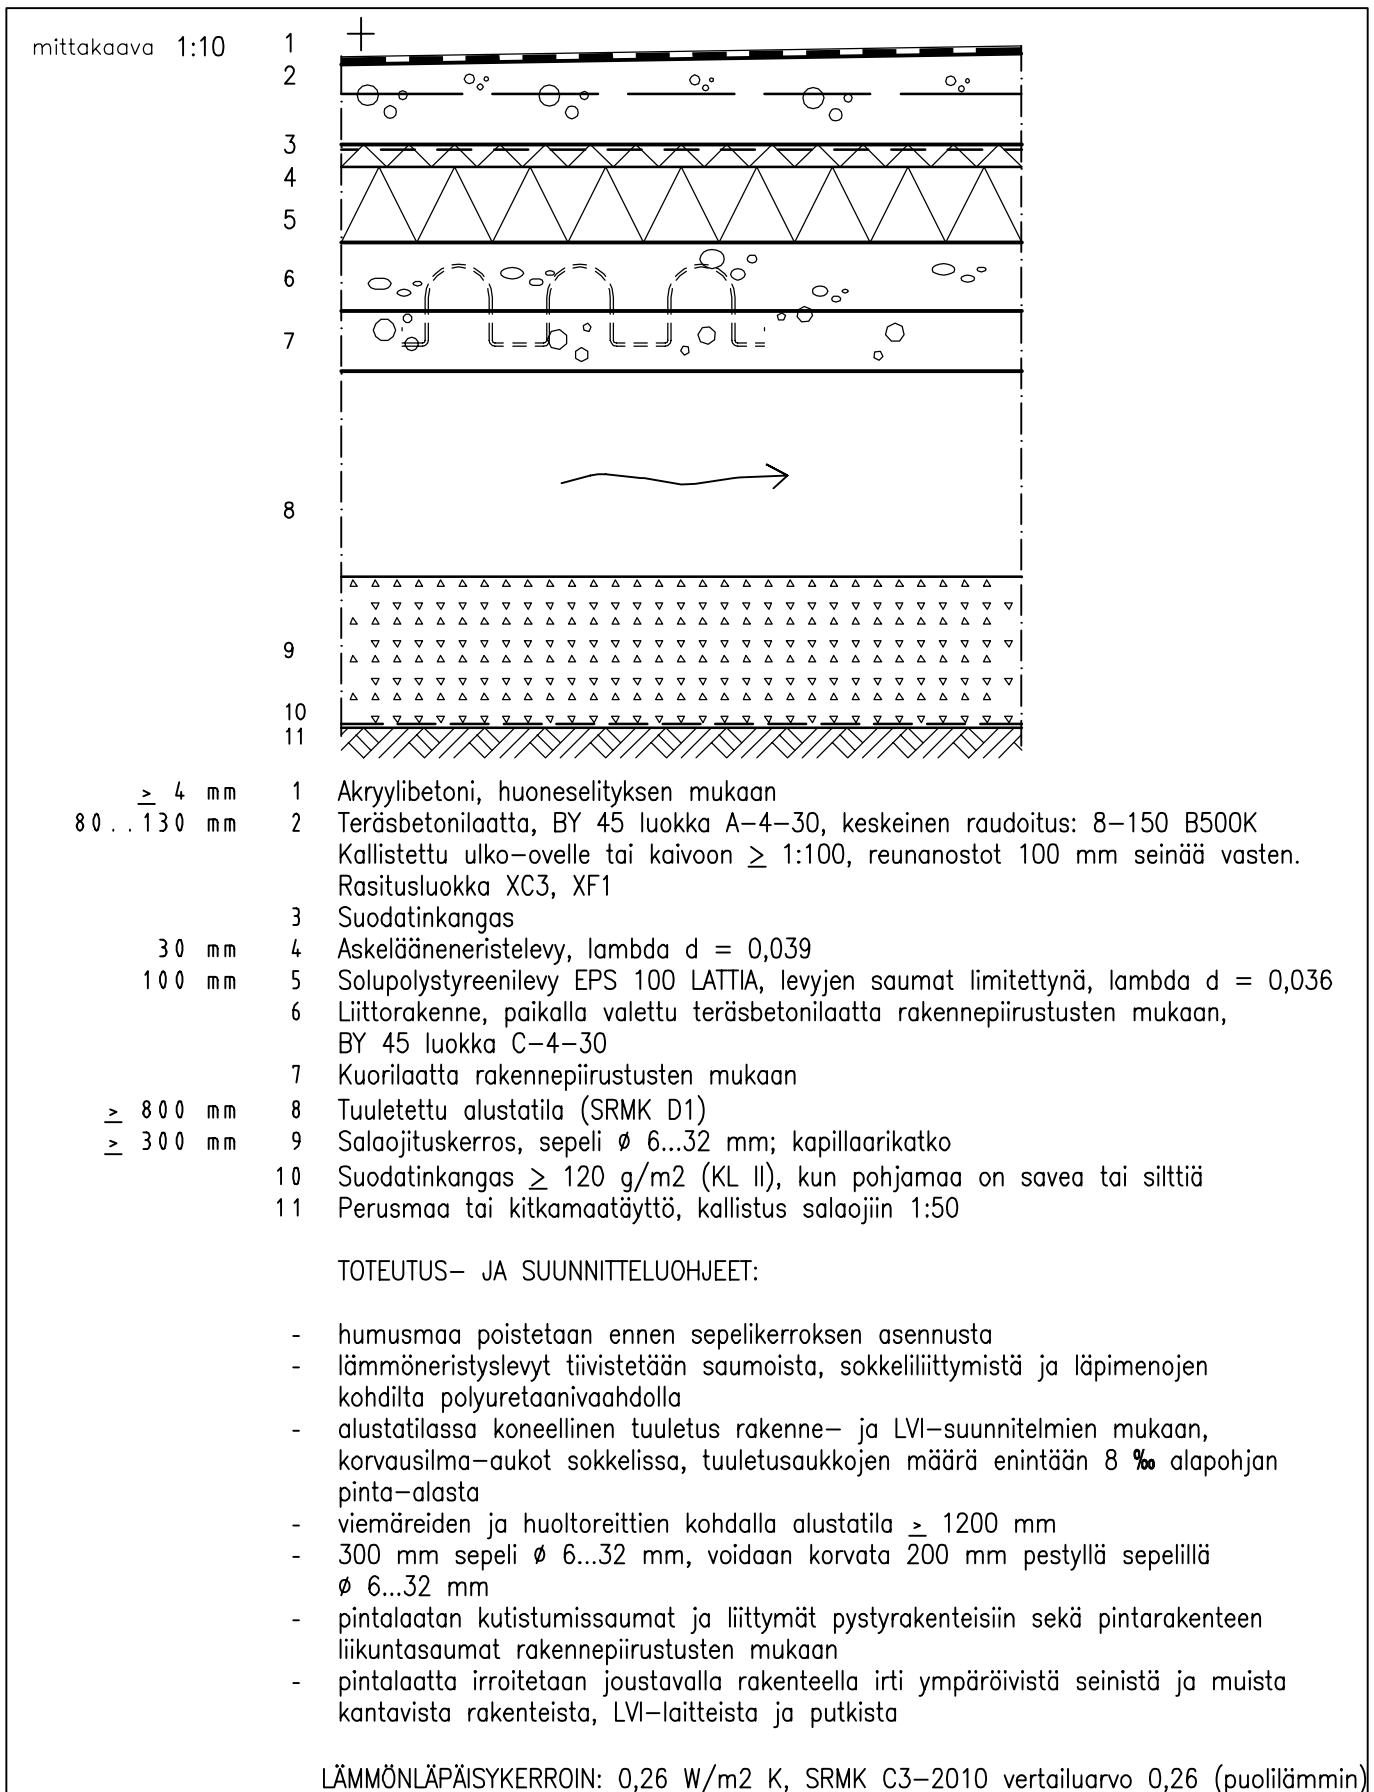 mittakaava 1:10
1
2
3
4
5
6
7
8
9
10
11
≥ 4 mm 1 Akryylibetoni, huoneselityksen mukaan
80..130 mm 2 Teräsbetonilaatta, BY 45 luokka A-4-30, keskeinen raudoitus: 8-150 B500K
Kallistettu ulko-ovelle tai kaivoon ≥ 1:100, reunanostot 100 mm seinää vasten.
Rasitusluokka XC3, XF1
3 Suodatinkangas
30 mm 4 Askelääneneristelevy, lambda d = 0,039
100 mm 5 Solupolystyreenilevy EPS 100 LATTIA, levyjen saumat limitettynä, lambda d = 0,036
6 Liittorakenne, paikalla valettu teräsbetonilaatta rakennepiirustusten mukaan,
BY 45 luokka C-4-30
7 Kuorilaatta rakennepiirustusten mukaan
≥ 800 mm 8 Tuuletettu alustatila (SRMK D1)
≥ 300 mm 9 Salaojituskerros, sepeli ø 6...32 mm; kapillaarikatko
10 Suodatinkangas ≥ 120 g/m2 (KL II), kun pohjamaa on savea tai silttiä
11 Perusmaa tai kitkamaatäyttö, kallistus salaojiin 1:50
TOTEUTUS- JA SUUNNITTELUOHJEET:
- humusmaa poistetaan ennen sepelikerroksen asennusta
- lämmöneristyslevyt tiivistetään saumoista, sokkeliliittymistä ja läpimenojen
kohdilta polyuretaanivaahdolla
- alustatilassa koneellinen tuuletus rakenne- ja LVI-suunnitelmien mukaan,
korvausilma-aukot sokkelissa, tuuletusaukkojen määrä enintään 8 ‰ alapohjan
pinta-alasta
- viemäreiden ja huoltoreittien kohdalla alustatila ≥ 1200 mm
- 300 mm sepeli ø 6...32 mm, voidaan korvata 200 mm pestyllä sepelillä
ø 6...32 mm
- pintalaatan kutistumissaumat ja liittymät pystyrakenteisiin sekä pintarakenteen
liikuntasaumat rakennepiirustusten mukaan
- pintalaatta irroitetaan joustavalla rakenteella irti ympäröivistä seinistä ja muista
kantavista rakenteista, LVI-laitteista ja putkista
LÄMMÖNLÄPÄISYKERROIN: 0,26 W/m2 K, SRMK C3-2010 vertailuarvo 0,26 (puolilämmin)